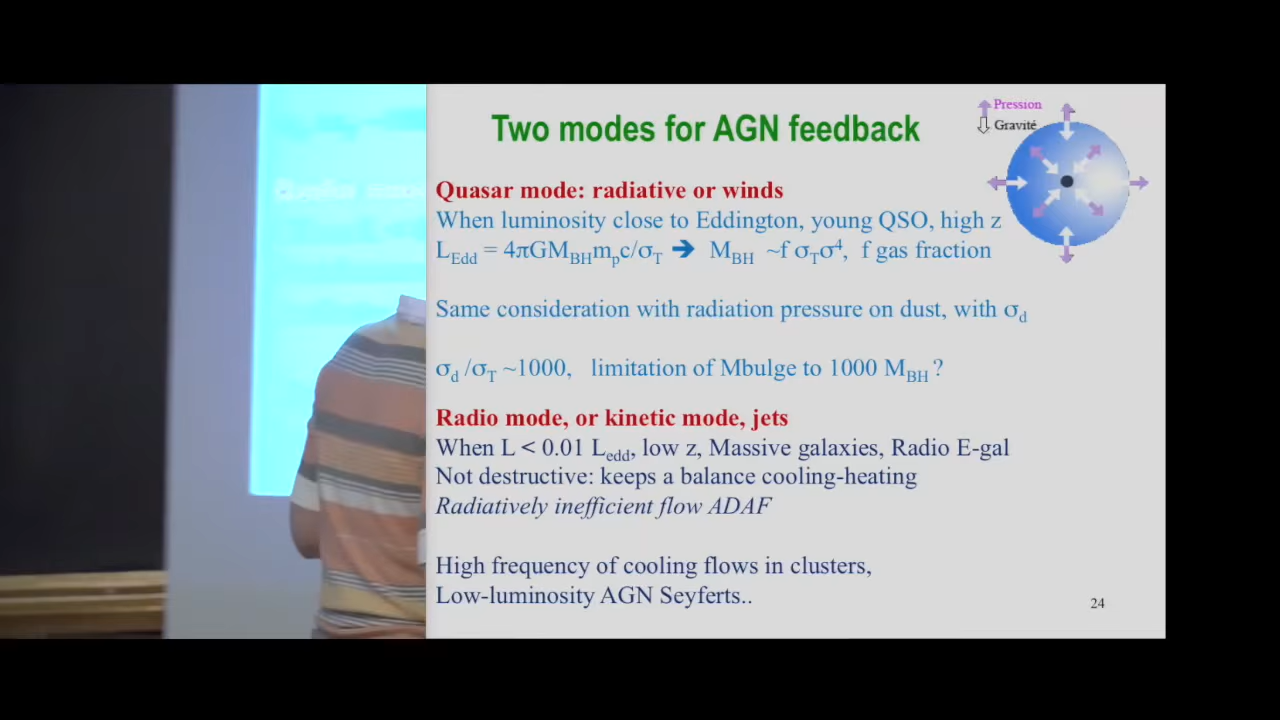 Two modes for AGN feedback
Pression
Gravité
Quasar mode: radiative or winds
When luminosity close to Eddington, young QSO, high z
L_Edd = 4πGM_BH m_p c/σ_T ➔ M_BH ~f σ_Tσ⁴, f gas fraction
Same consideration with radiation pressure on dust, with σ_d
σ_d /σ_T ~1000, limitation of Mbulge to 1000 M_BH ?
Radio mode, or kinetic mode, jets
When L < 0.01 L_edd, low z, Massive galaxies, Radio E-gal
Not destructive: keeps a balance cooling-heating
Radiatively inefficient flow ADAF
High frequency of cooling flows in clusters,
Low-luminosity AGN Seyferts..
24